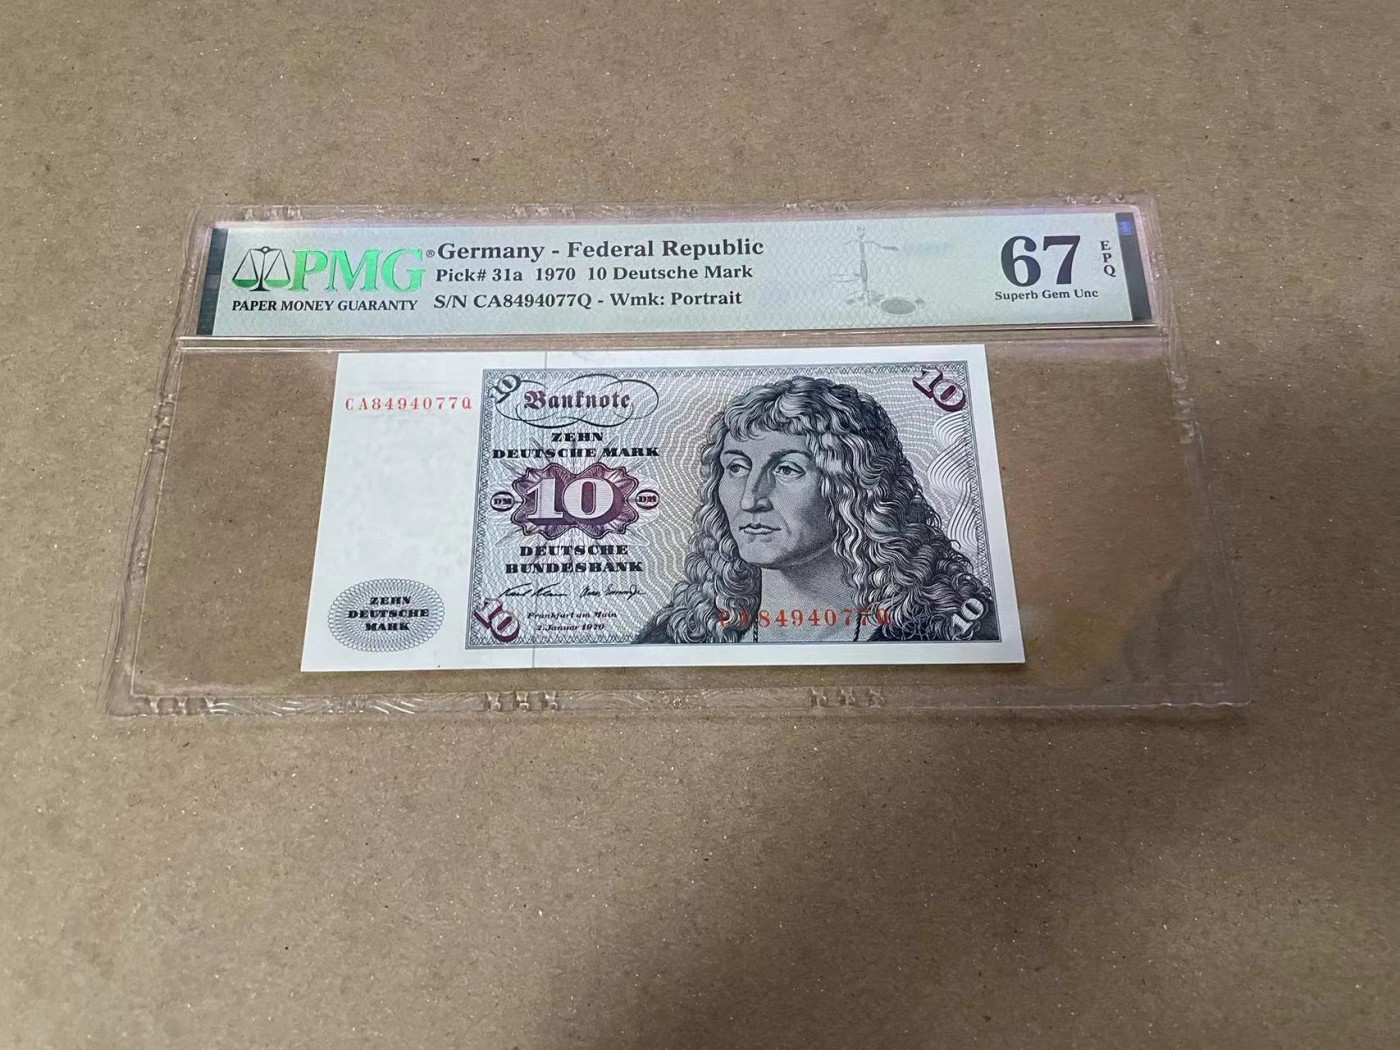 PMG®
PAPER MONEY GUARANTY
Germany - Federal Republic
Pick# 31a 1970 10 Deutsche Mark
S/N CA8494077Q - Wmk: Portrait
67
EPQ
Superb Gem Unc
CA8494077Q
10
Banknote
10
ZEHN
DEUTSCHE MARK
DM 10 DM
DEUTSCHE
BUNDESBANK
Frankfurt am Main
2. Januar 1970
ZEHN
DEUTSCHE
MARK
10
CA8494077Q
10